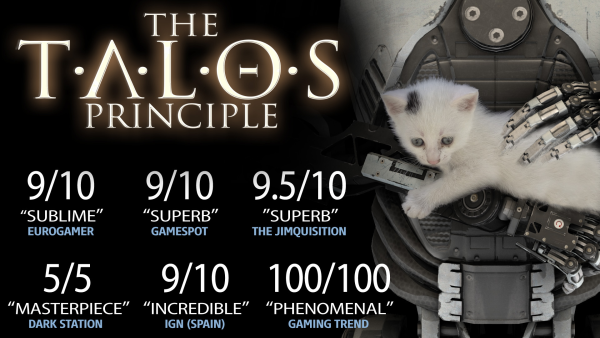 THE
T·Λ·L·Θ·S
PRINCIPLE
9/10
"SUBLIME"
EUROGAMER
9/10
"SUPERB"
GAMESPOT
9.5/10
"SUPERB"
THE JIMQUISITION
5/5
"MASTERPIECE"
DARK STATION
9/10
"INCREDIBLE"
IGN (SPAIN)
100/100
"PHENOMENAL"
GAMING TREND